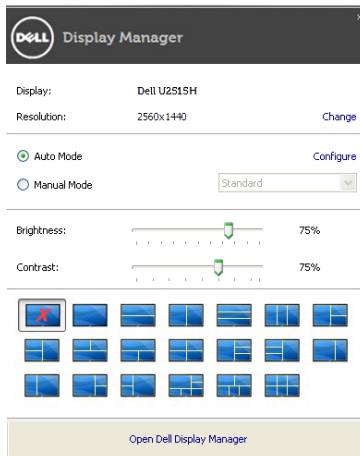 DELL Display Manager
Display: Dell U2515H
Resolution: 2560x1440 Change
Auto Mode Configure
Manual Mode Standard
Brightness: 75%
Contrast: 75%
Open Dell Display Manager